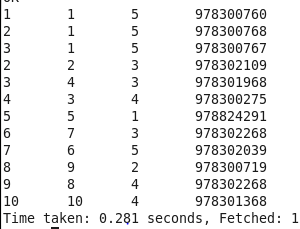 OK
1 1 5 978300760
2 1 5 978300768
3 1 5 978300767
2 2 3 978302109
3 4 3 978301968
4 3 4 978300275
5 5 1 978824291
6 7 3 978302268
7 6 5 978302039
8 9 2 978300719
9 8 4 978302268
10 10 4 978301368
Time taken: 0.281 seconds, Fetched: 1